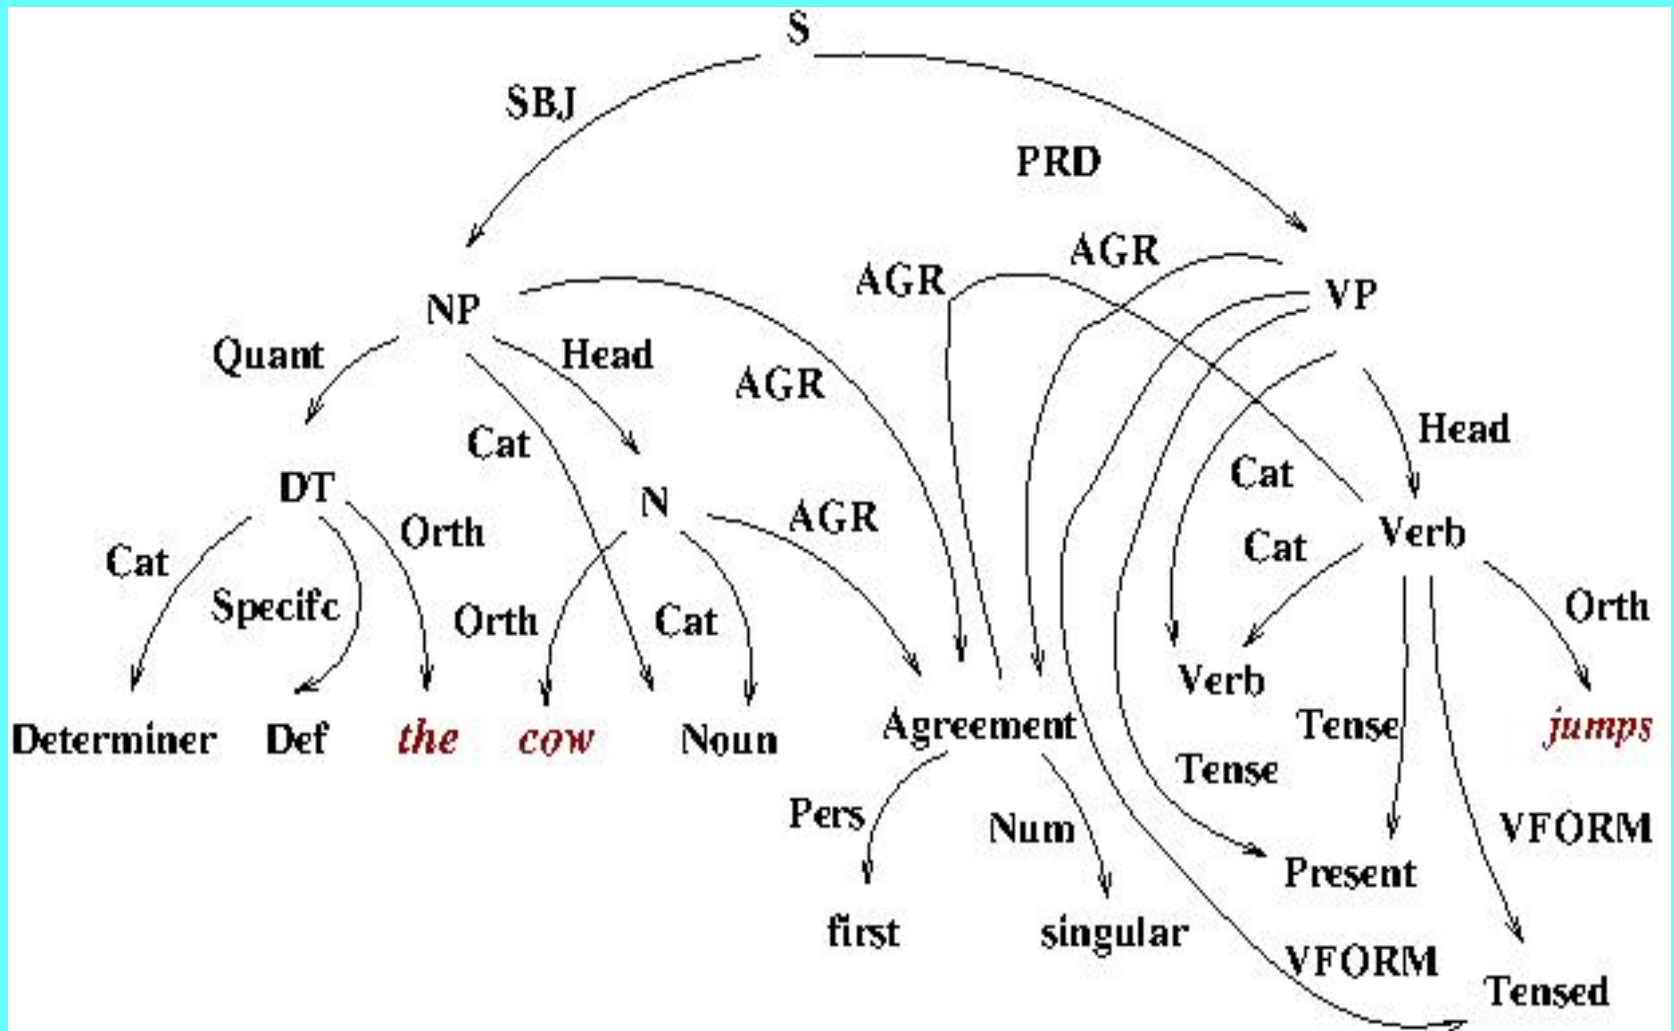 S
SBJ
PRD
AGR
AGR
NP
VP
Quant
Head
AGR
Cat
Head
DT
N
Cat
Orth
AGR
Verb
Cat
Cat
Specifc
Orth
Cat
Orth
Verb
Determiner
Def
the
cow
Noun
Agreement
Tense
jumps
Tense
Pers
Num
VFORM
Present
first
singular
VFORM
Tensed